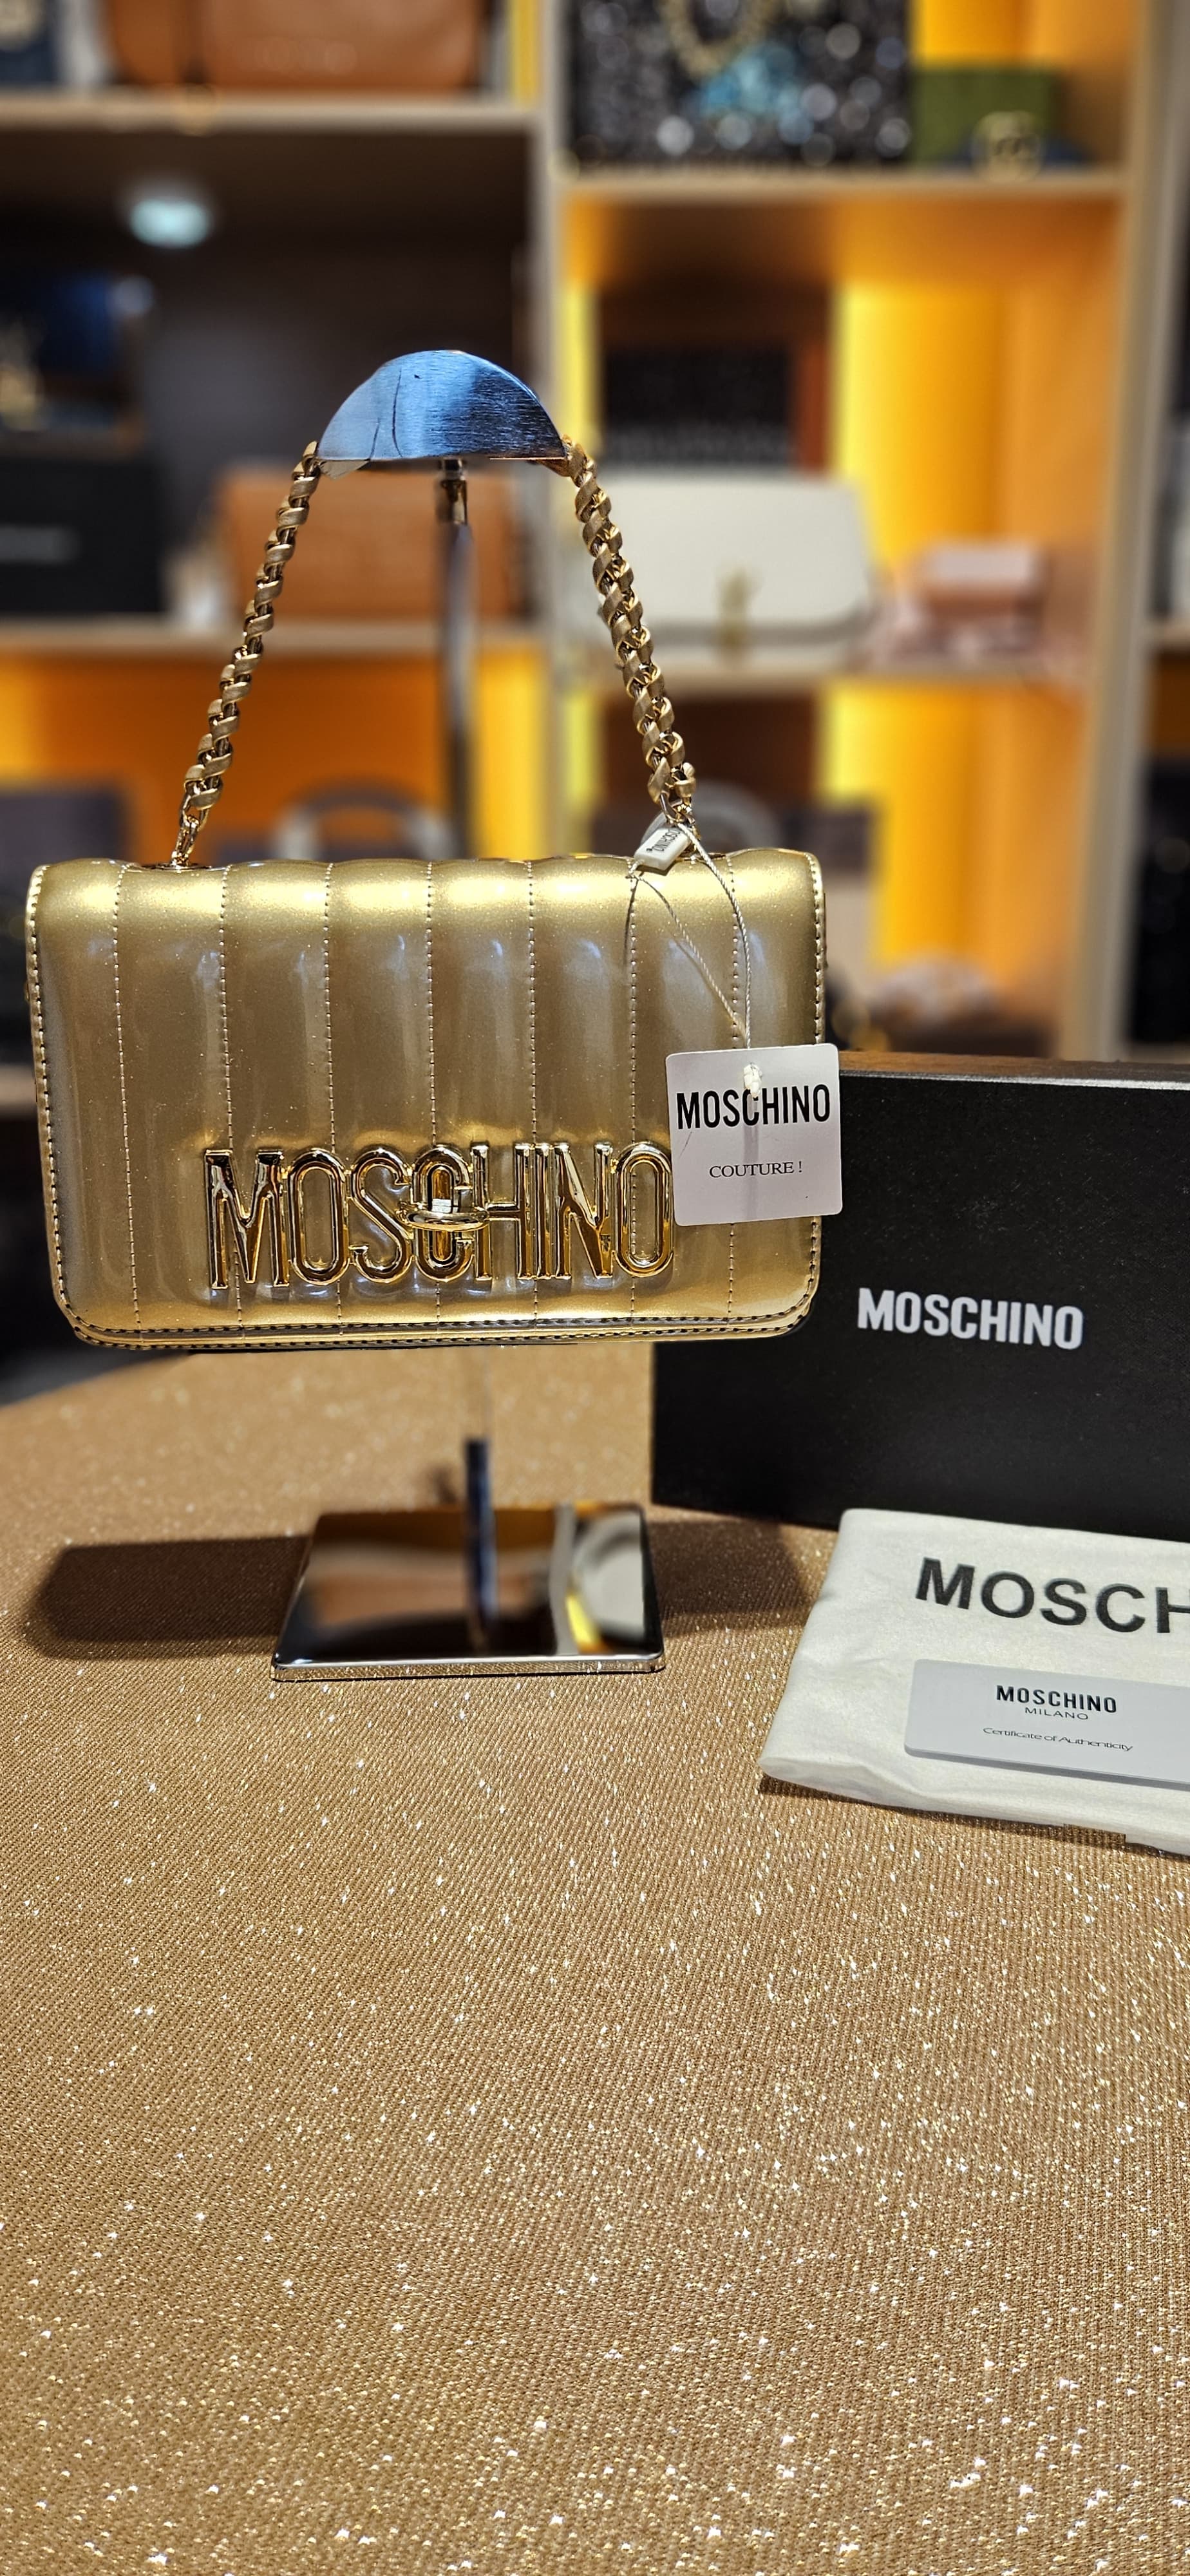 MOSCHINO
MOSCHINO
COUTURE !
MOSCHINO
MOSCH
MOSCHINO
MILANO
Certificate of Authenticity